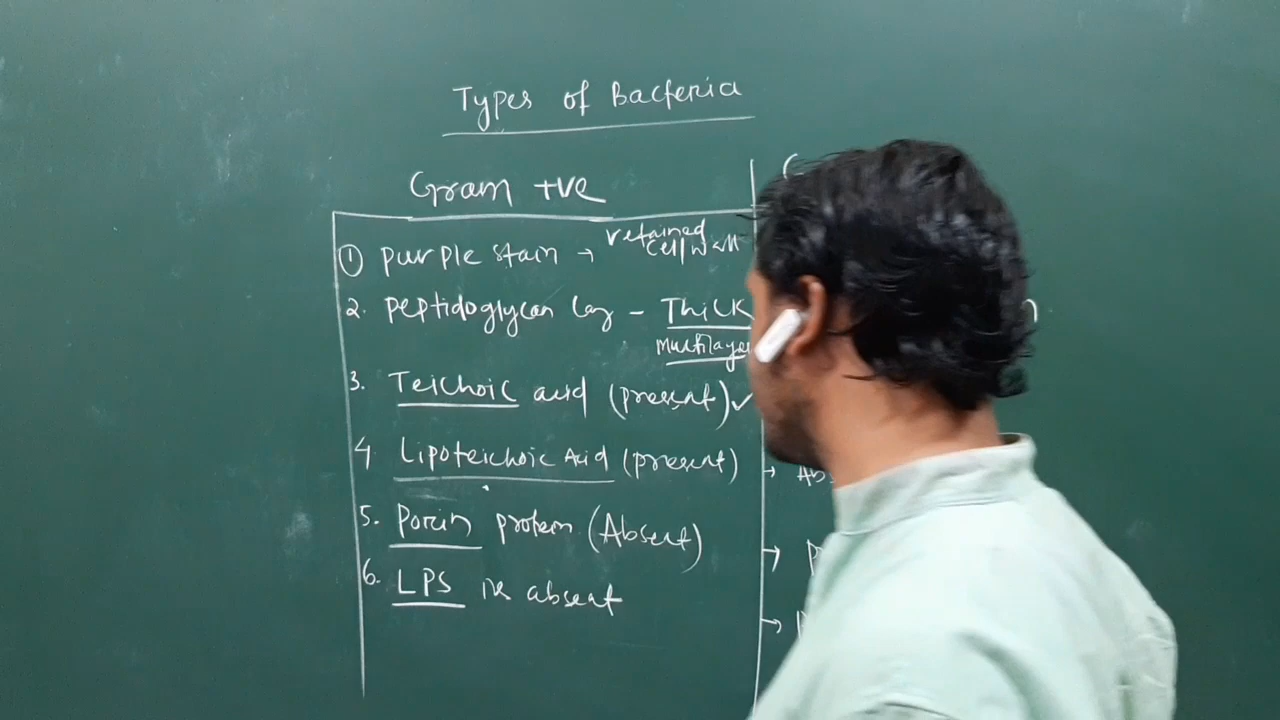 Types of Bacteria
Gram +ve
① purple stain → retained cell/wall
2. peptidoglycan lay - Thick
multilayer
3. Teichoic acid (present) ✓
4. Lipoteichoic Acid (present)
5. Porin protein (Absent)
6. LPS is absent
→ Abs
→ P
→